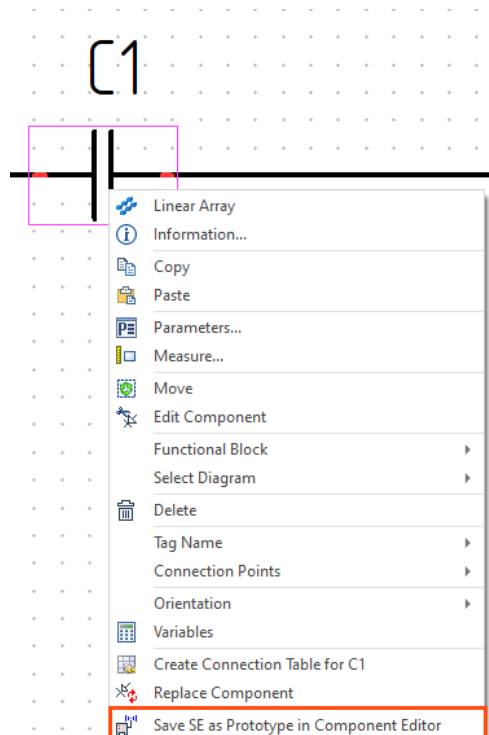 C1
Linear Array
Information...
Copy
Paste
Parameters...
Measure...
Move
Edit Component
Functional Block
Select Diagram
Delete
Tag Name
Connection Points
Orientation
Variables
Create Connection Table for C1
Replace Component
Save SE as Prototype in Component Editor